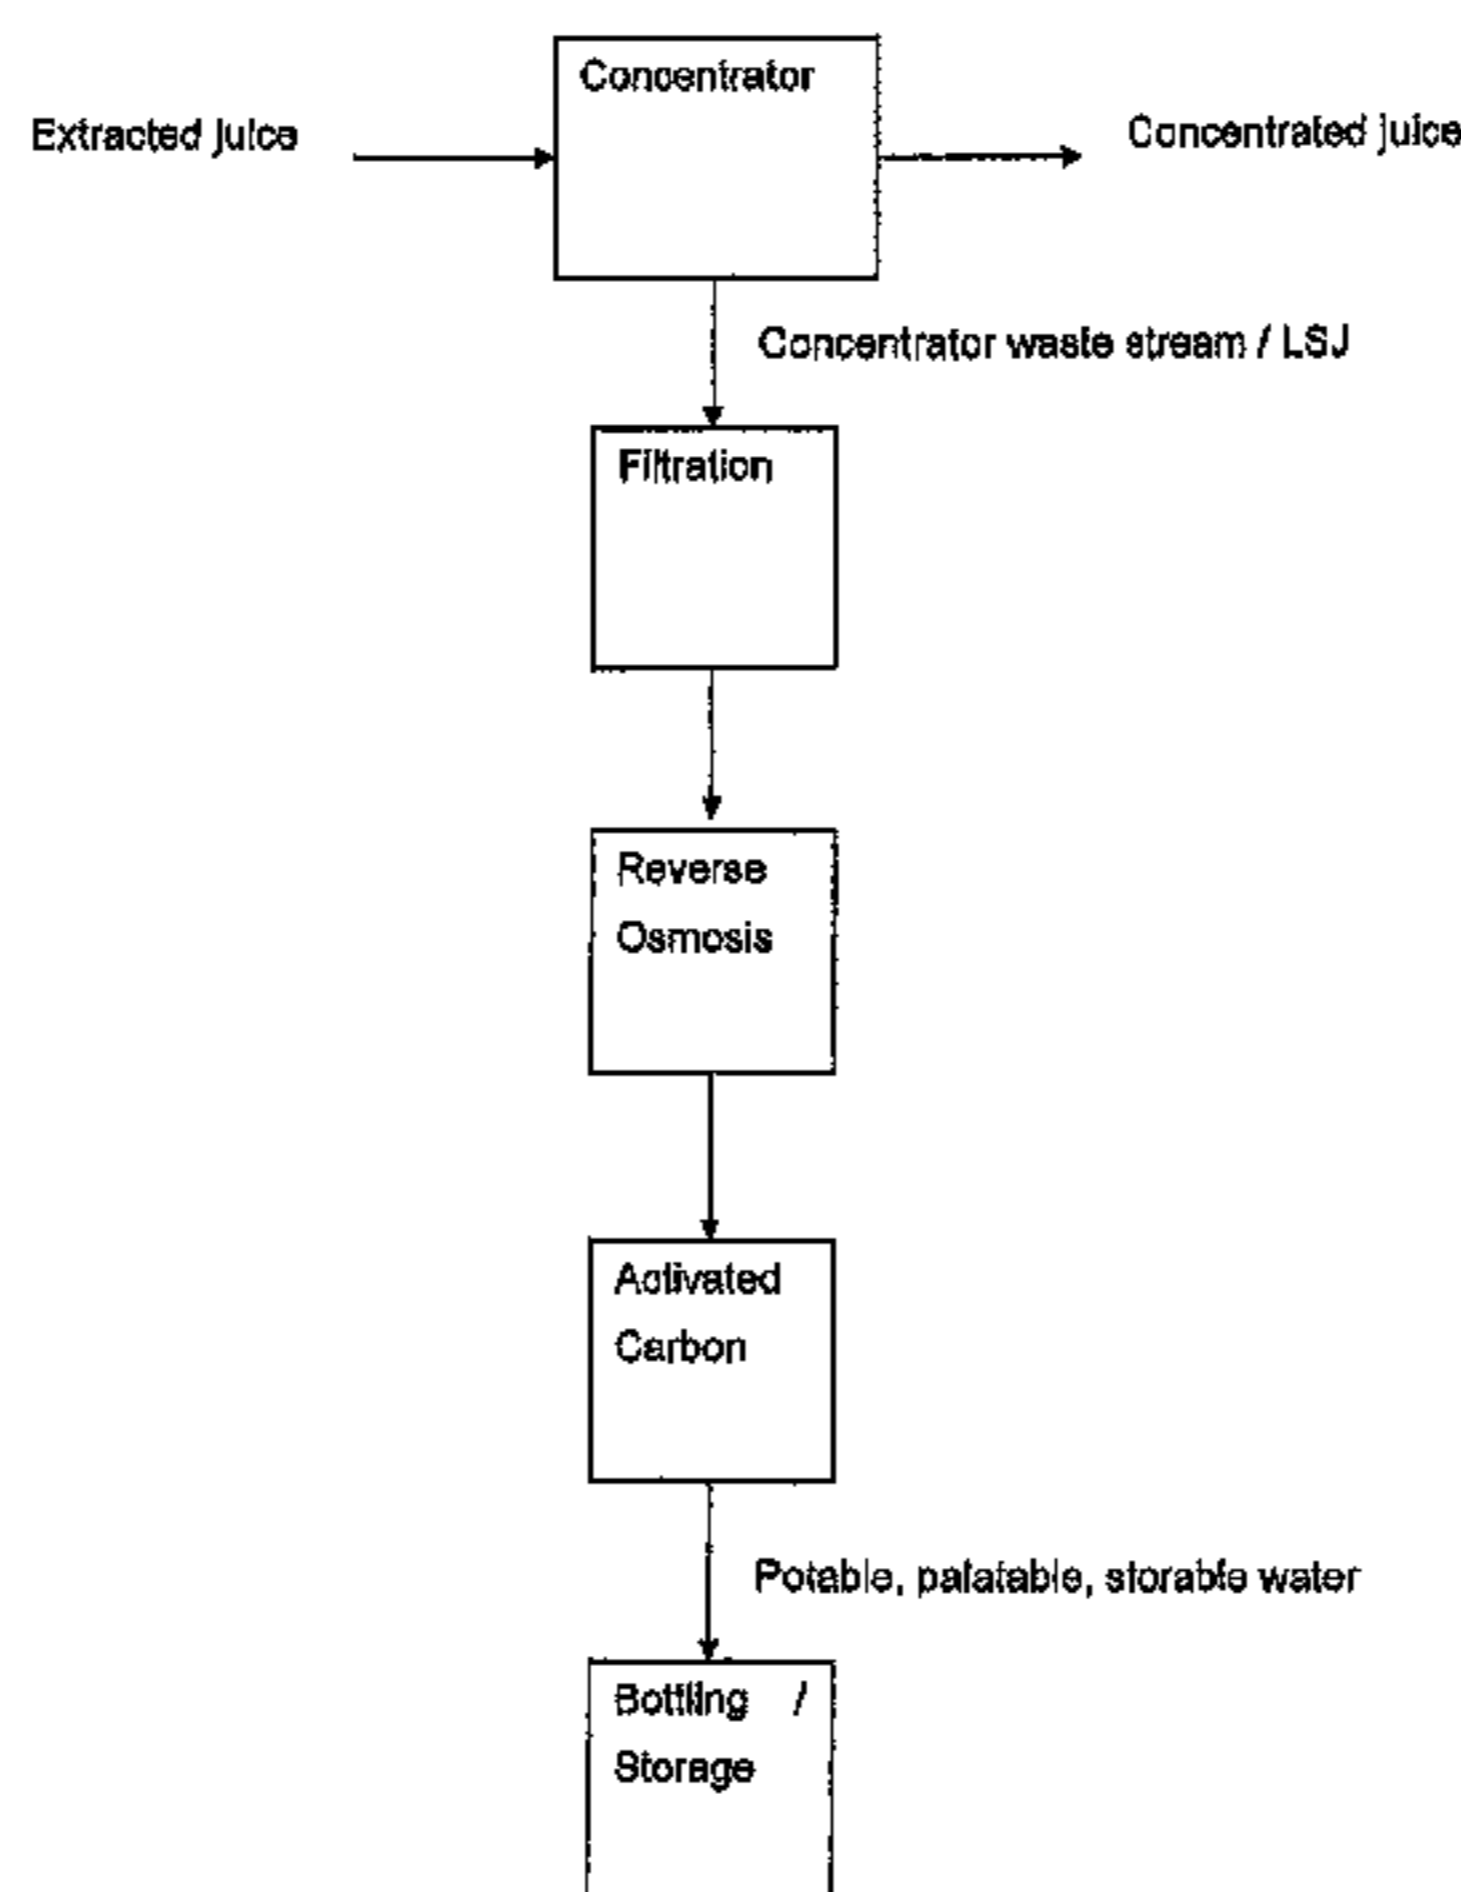 Concentrator
Extracted juice
Concentrated juice
Concentrator waste stream / LSJ
Filtration
Reverse
Osmosis
Activated
Carbon
Potable, palatable, storable water
Bottling /
Storage